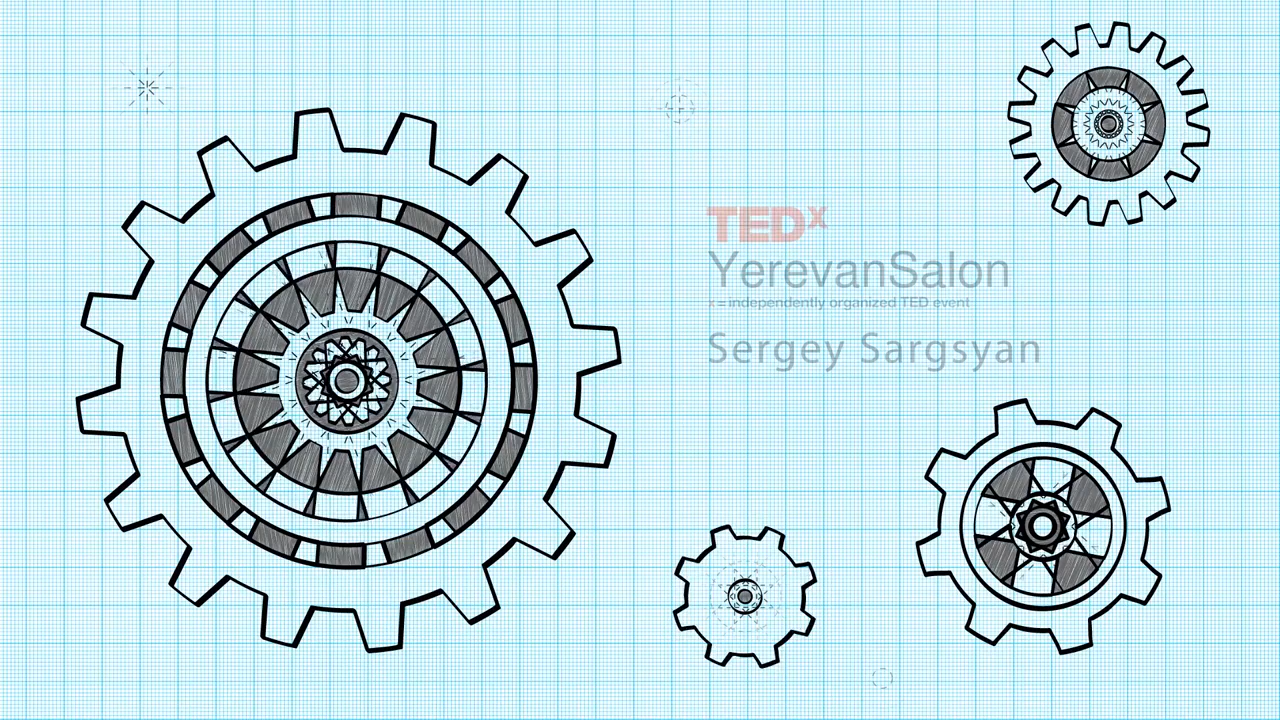 TEDx
YerevanSalon
x = independently organized TED event
Sergey Sargsyan